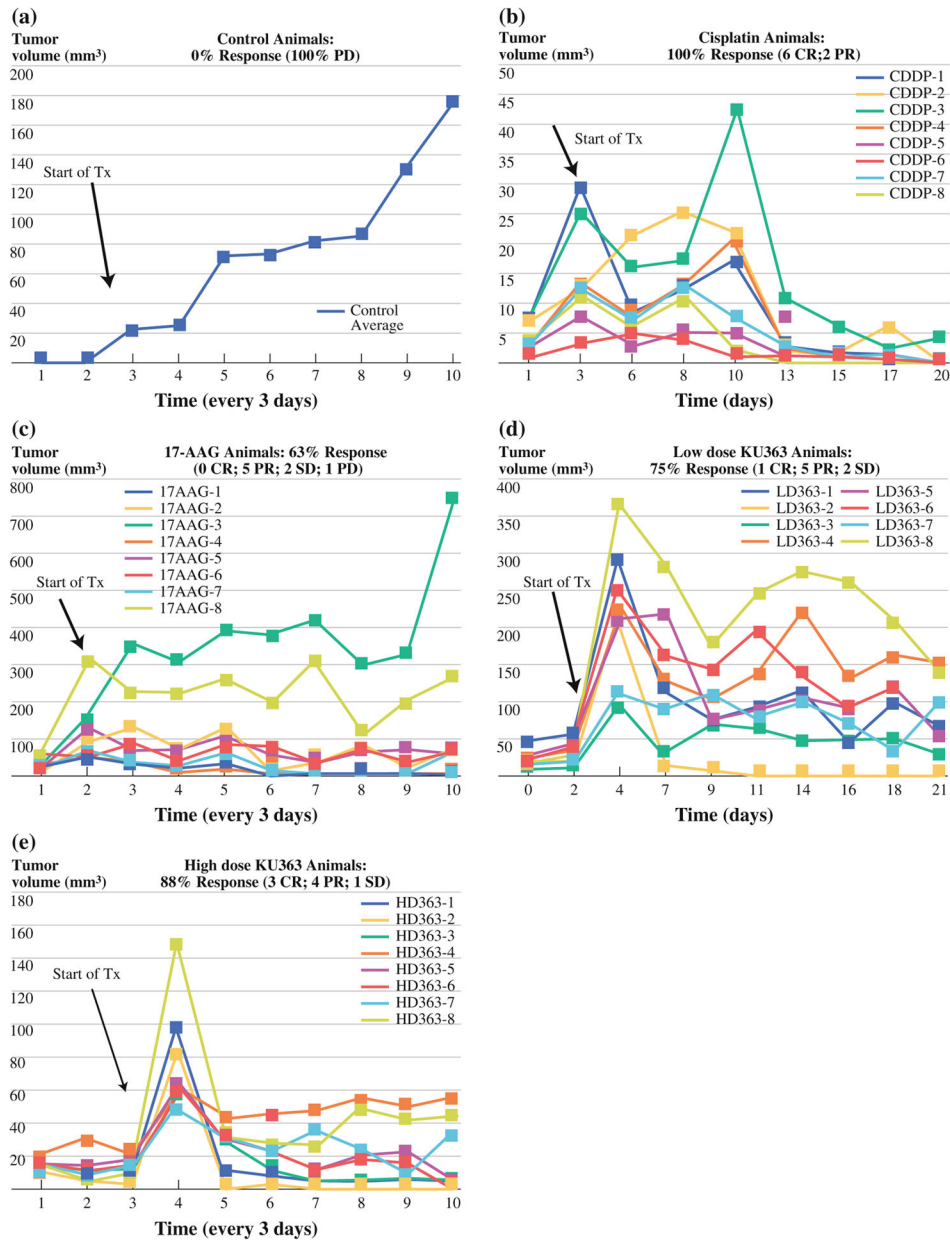 (a)
Tumor
volume (mm³)
Control Animals:
0% Response (100% PD)
200
180
160
140
120
100
80
60
40
20
Start of Tx
Control
Average
1 2 3 4 5 6 7 8 9 10
Time (every 3 days)
(b)
Tumor
volume (mm³)
Cisplatin Animals:
100% Response (6 CR;2 PR)
50
45
40
35
30
25
20
15
10
5
Start of Tx
CDDP-1
CDDP-2
CDDP-3
CDDP-4
CDDP-5
CDDP-6
CDDP-7
CDDP-8
1 3 6 8 10 13 15 17 20
Time (days)
(c)
Tumor
volume (mm³)
17-AAG Animals: 63% Response
(0 CR; 5 PR; 2 SD; 1 PD)
800
700
600
500
400
300
200
100
Start of Tx
17AAG-1
17AAG-2
17AAG-3
17AAG-4
17AAG-5
17AAG-6
17AAG-7
17AAG-8
1 2 3 4 5 6 7 8 9 10
Time (every 3 days)
(d)
Tumor
volume (mm³)
Low dose KU363 Animals:
75% Response (1 CR; 5 PR; 2 SD)
400
350
300
250
200
150
100
50
Start of Tx
LD363-1 LD363-5
LD363-2 LD363-6
LD363-3 LD363-7
LD363-4 LD363-8
0 2 4 7 9 11 14 16 18 21
Time (days)
(e)
Tumor
volume (mm³)
High dose KU363 Animals:
88% Response (3 CR; 4 PR; 1 SD)
180
160
140
120
100
80
60
40
20
Start of Tx
HD363-1
HD363-2
HD363-3
HD363-4
HD363-5
HD363-6
HD363-7
HD363-8
1 2 3 4 5 6 7 8 9 10
Time (every 3 days)